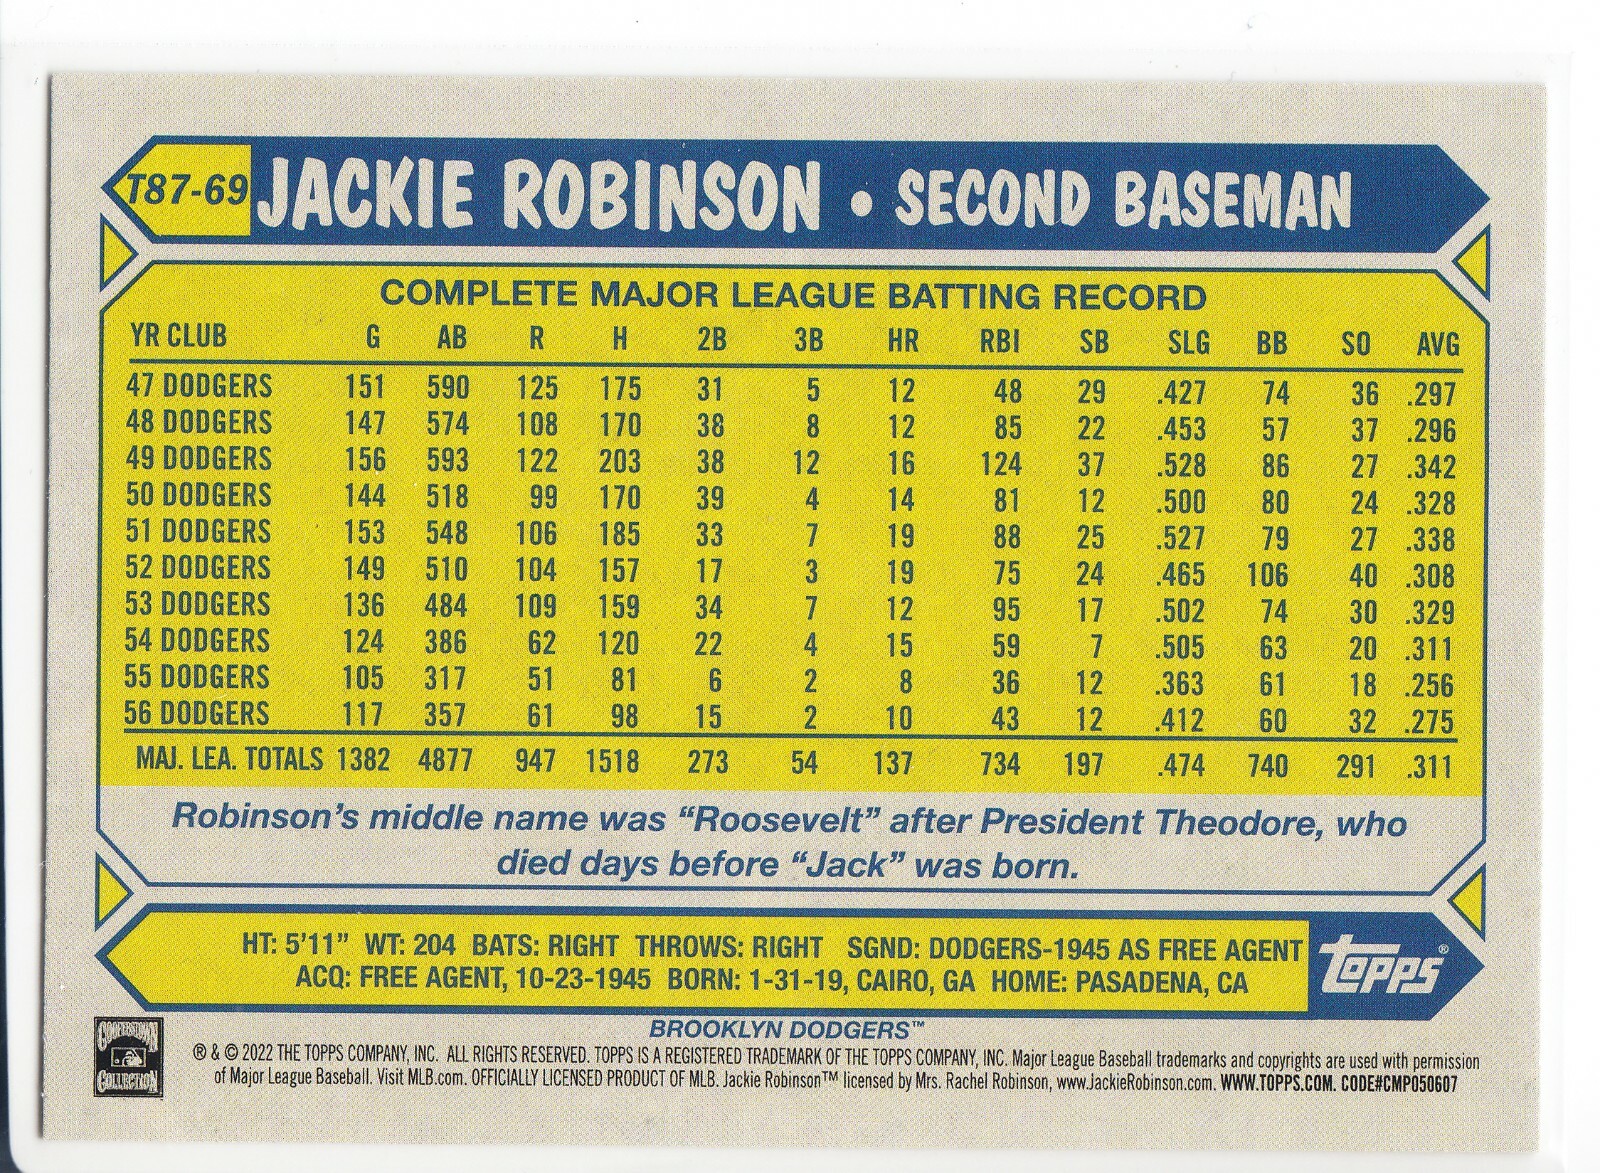 T87-69 JACKIE ROBINSON • SECOND BASEMAN
COMPLETE MAJOR LEAGUE BATTING RECORD
YR CLUB G AB R H 2B 3B HR RBI SB SLG BB SO AVG
47 DODGERS 151 590 125 175 31 5 12 48 29 .427 74 36 .297
48 DODGERS 147 574 108 170 38 8 12 85 22 .453 57 37 .296
49 DODGERS 156 593 122 203 38 12 16 124 37 .528 86 27 .342
50 DODGERS 144 518 99 170 39 4 14 81 12 .500 80 24 .328
51 DODGERS 153 548 106 185 33 7 19 88 25 .527 79 27 .338
52 DODGERS 149 510 104 157 17 3 19 75 24 .465 106 40 .308
53 DODGERS 136 484 109 159 34 7 12 95 17 .502 74 30 .329
54 DODGERS 124 386 62 120 22 4 15 59 7 .505 63 20 .311
55 DODGERS 105 317 51 81 6 2 8 36 12 .363 61 18 .256
56 DODGERS 117 357 61 98 15 2 10 43 12 .412 60 32 .275
MAJ. LEA. TOTALS 1382 4877 947 1518 273 54 137 734 197 .474 740 291 .311
Robinson's middle name was “Roosevelt” after President Theodore, who
died days before “Jack” was born.
HT: 5'11” WT: 204 BATS: RIGHT THROWS: RIGHT SGND: DODGERS-1945 AS FREE AGENT
ACQ: FREE AGENT, 10-23-1945 BORN: 1-31-19, CAIRO, GA HOME: PASADENA, CA
Topps®
BROOKLYN DODGERS™
COOPERSTOWN
COLLECTION
® & © 2022 THE TOPPS COMPANY, INC. ALL RIGHTS RESERVED. TOPPS IS A REGISTERED TRADEMARK OF THE TOPPS COMPANY, INC. Major League Baseball trademarks and copyrights are used with permission
of Major League Baseball. Visit MLB.com. OFFICIALLY LICENSED PRODUCT OF MLB. Jackie Robinson™ licensed by Mrs. Rachel Robinson, www.JackieRobinson.com. WWW.TOPPS.COM. CODE#CMP050607